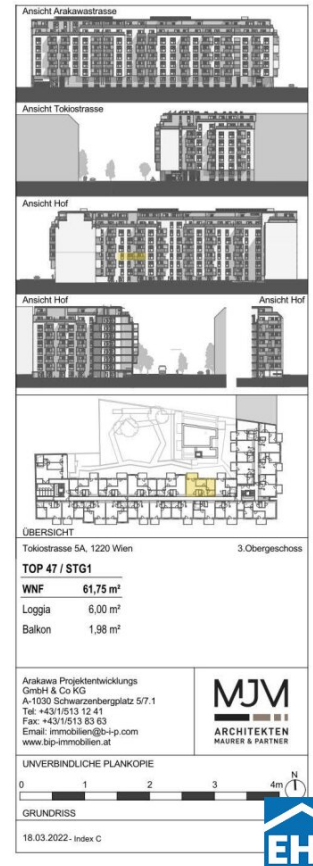 Ansicht Arakawastrasse
Ansicht Tokiostrasse
Ansicht Hof
Ansicht Hof Ansicht Hof
ÜBERSICHT
Tokiostrasse 5A, 1220 Wien 3.Obergeschoss
TOP 47 / STG1
WNF 61,75 m²
Loggia 6,00 m²
Balkon 1,98 m²
Arakawa Projektentwicklungs
GmbH & Co KG
A-1030 Schwarzenbergplatz 5/7.1
Tel: +43/1/513 12 41
Fax: +43/1/513 83 63
Email: immobilien@b-i-p.com
www.bip-immobilien.at
MJM
ARCHITEKTEN
MAURER & PARTNER
UNVERBINDLICHE PLANKOPIE
0 1 2 3 4m N
GRUNDRISS
18.03.2022 - Index C
EH